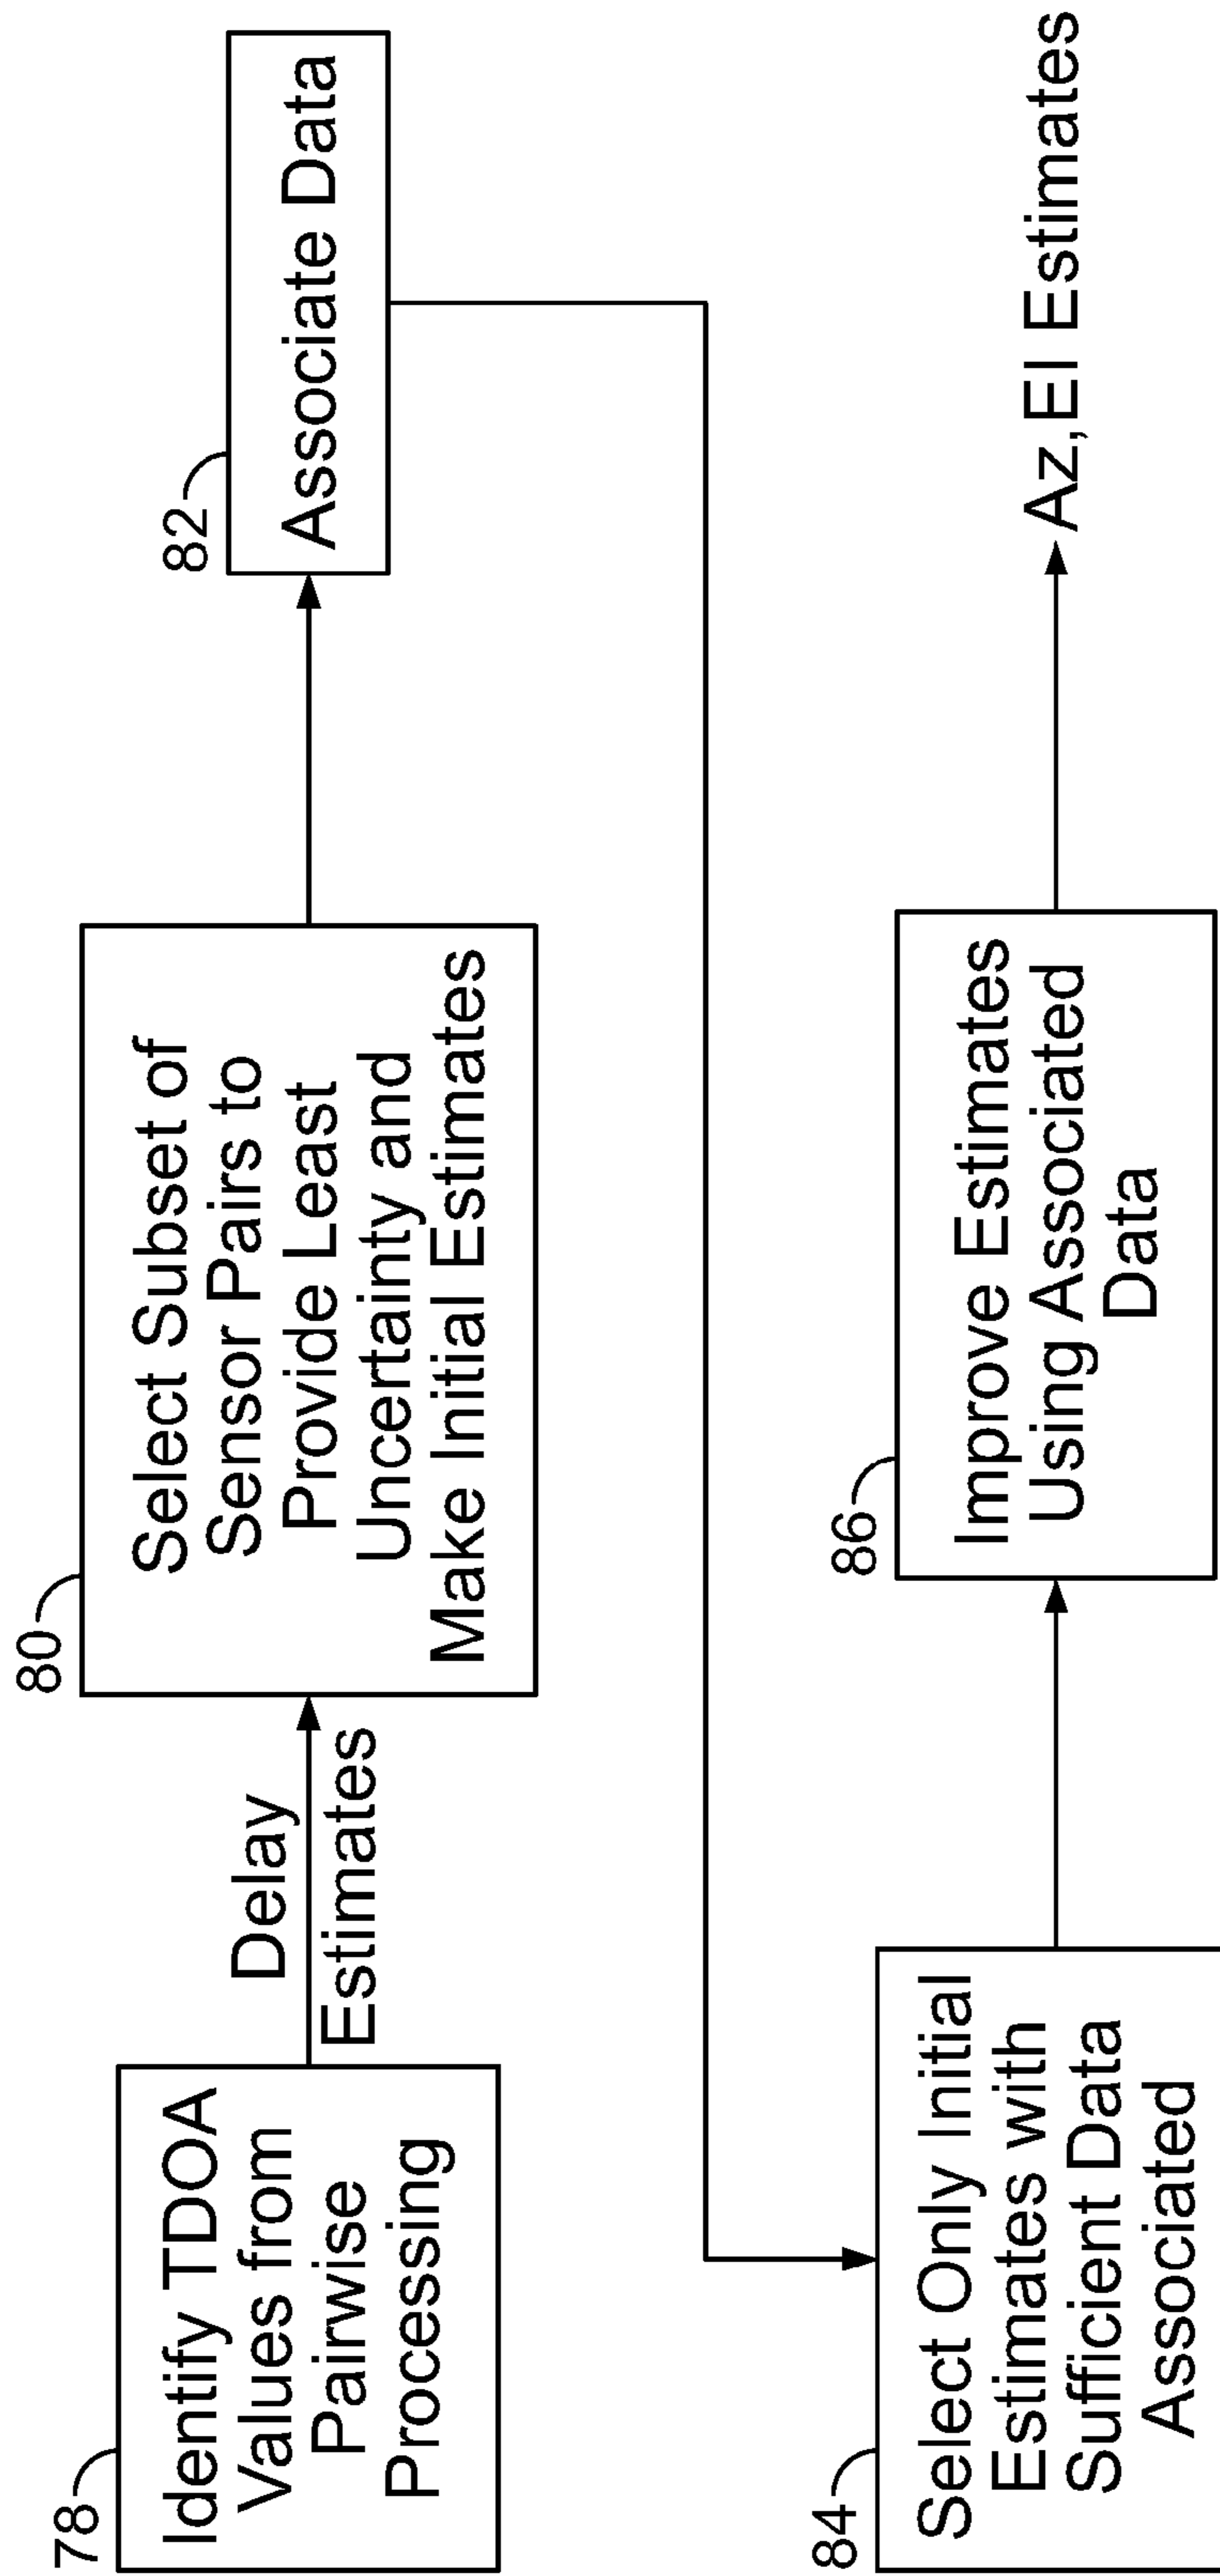 78
Identify TDOA
Values from
Pairwise
Processing
Delay
Estimates
80
Select Subset of
Sensor Pairs to
Provide Least
Uncertainty and
Make Initial Estimates
82
Associate Data
84
Select Only Initial
Estimates with
Sufficient Data
Associated
86
Improve Estimates
Using Associated
Data
Az,El Estimates